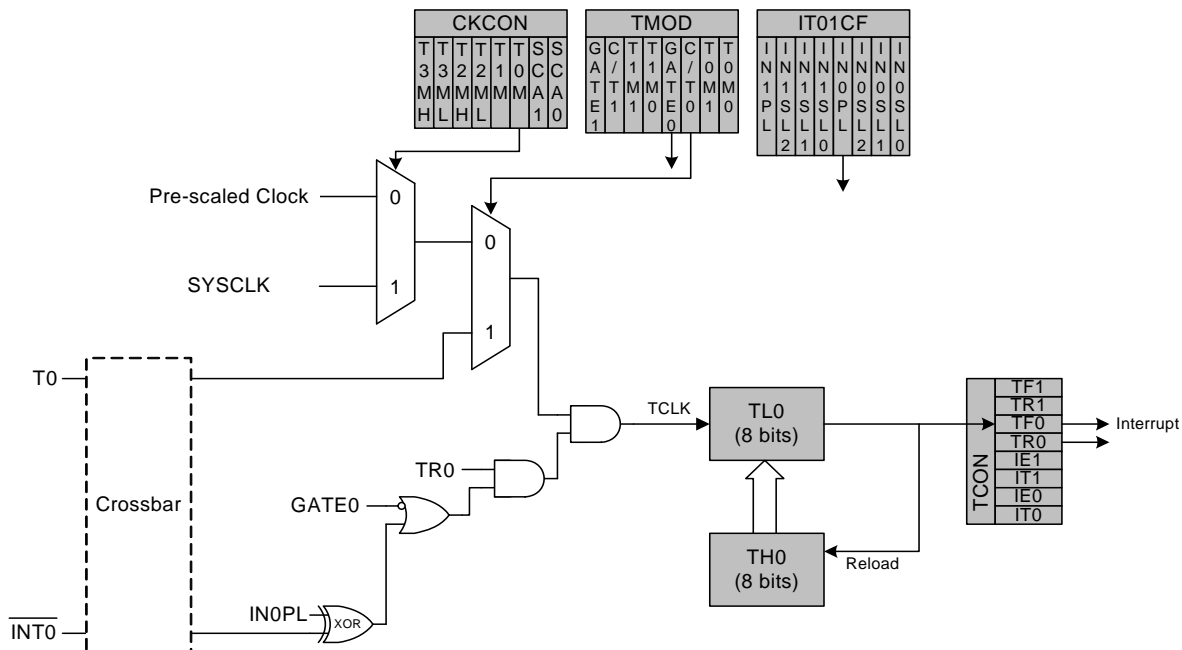 CKCON
T3MH
T3ML
T2MH
T2ML
T1M
T0M
SCA1
SCA0
TMOD
GATE1
C/T1
T1M1
T1M0
GATE0
C/T0
T0M1
T0M0
IT01CF
IN1PL
IN1SL2
IN1SL1
IN1SL0
IN0PL
IN0SL2
IN0SL1
IN0SL0
Pre-scaled Clock
0
SYSCLK
1
0
1
T0
Crossbar
INT0
GATE0
IN0PL
XOR
TR0
TCLK
TL0
(8 bits)
TH0
(8 bits)
Reload
TCON
TF1
TR1
TF0
TR0
IE1
IT1
IE0
IT0
Interrupt